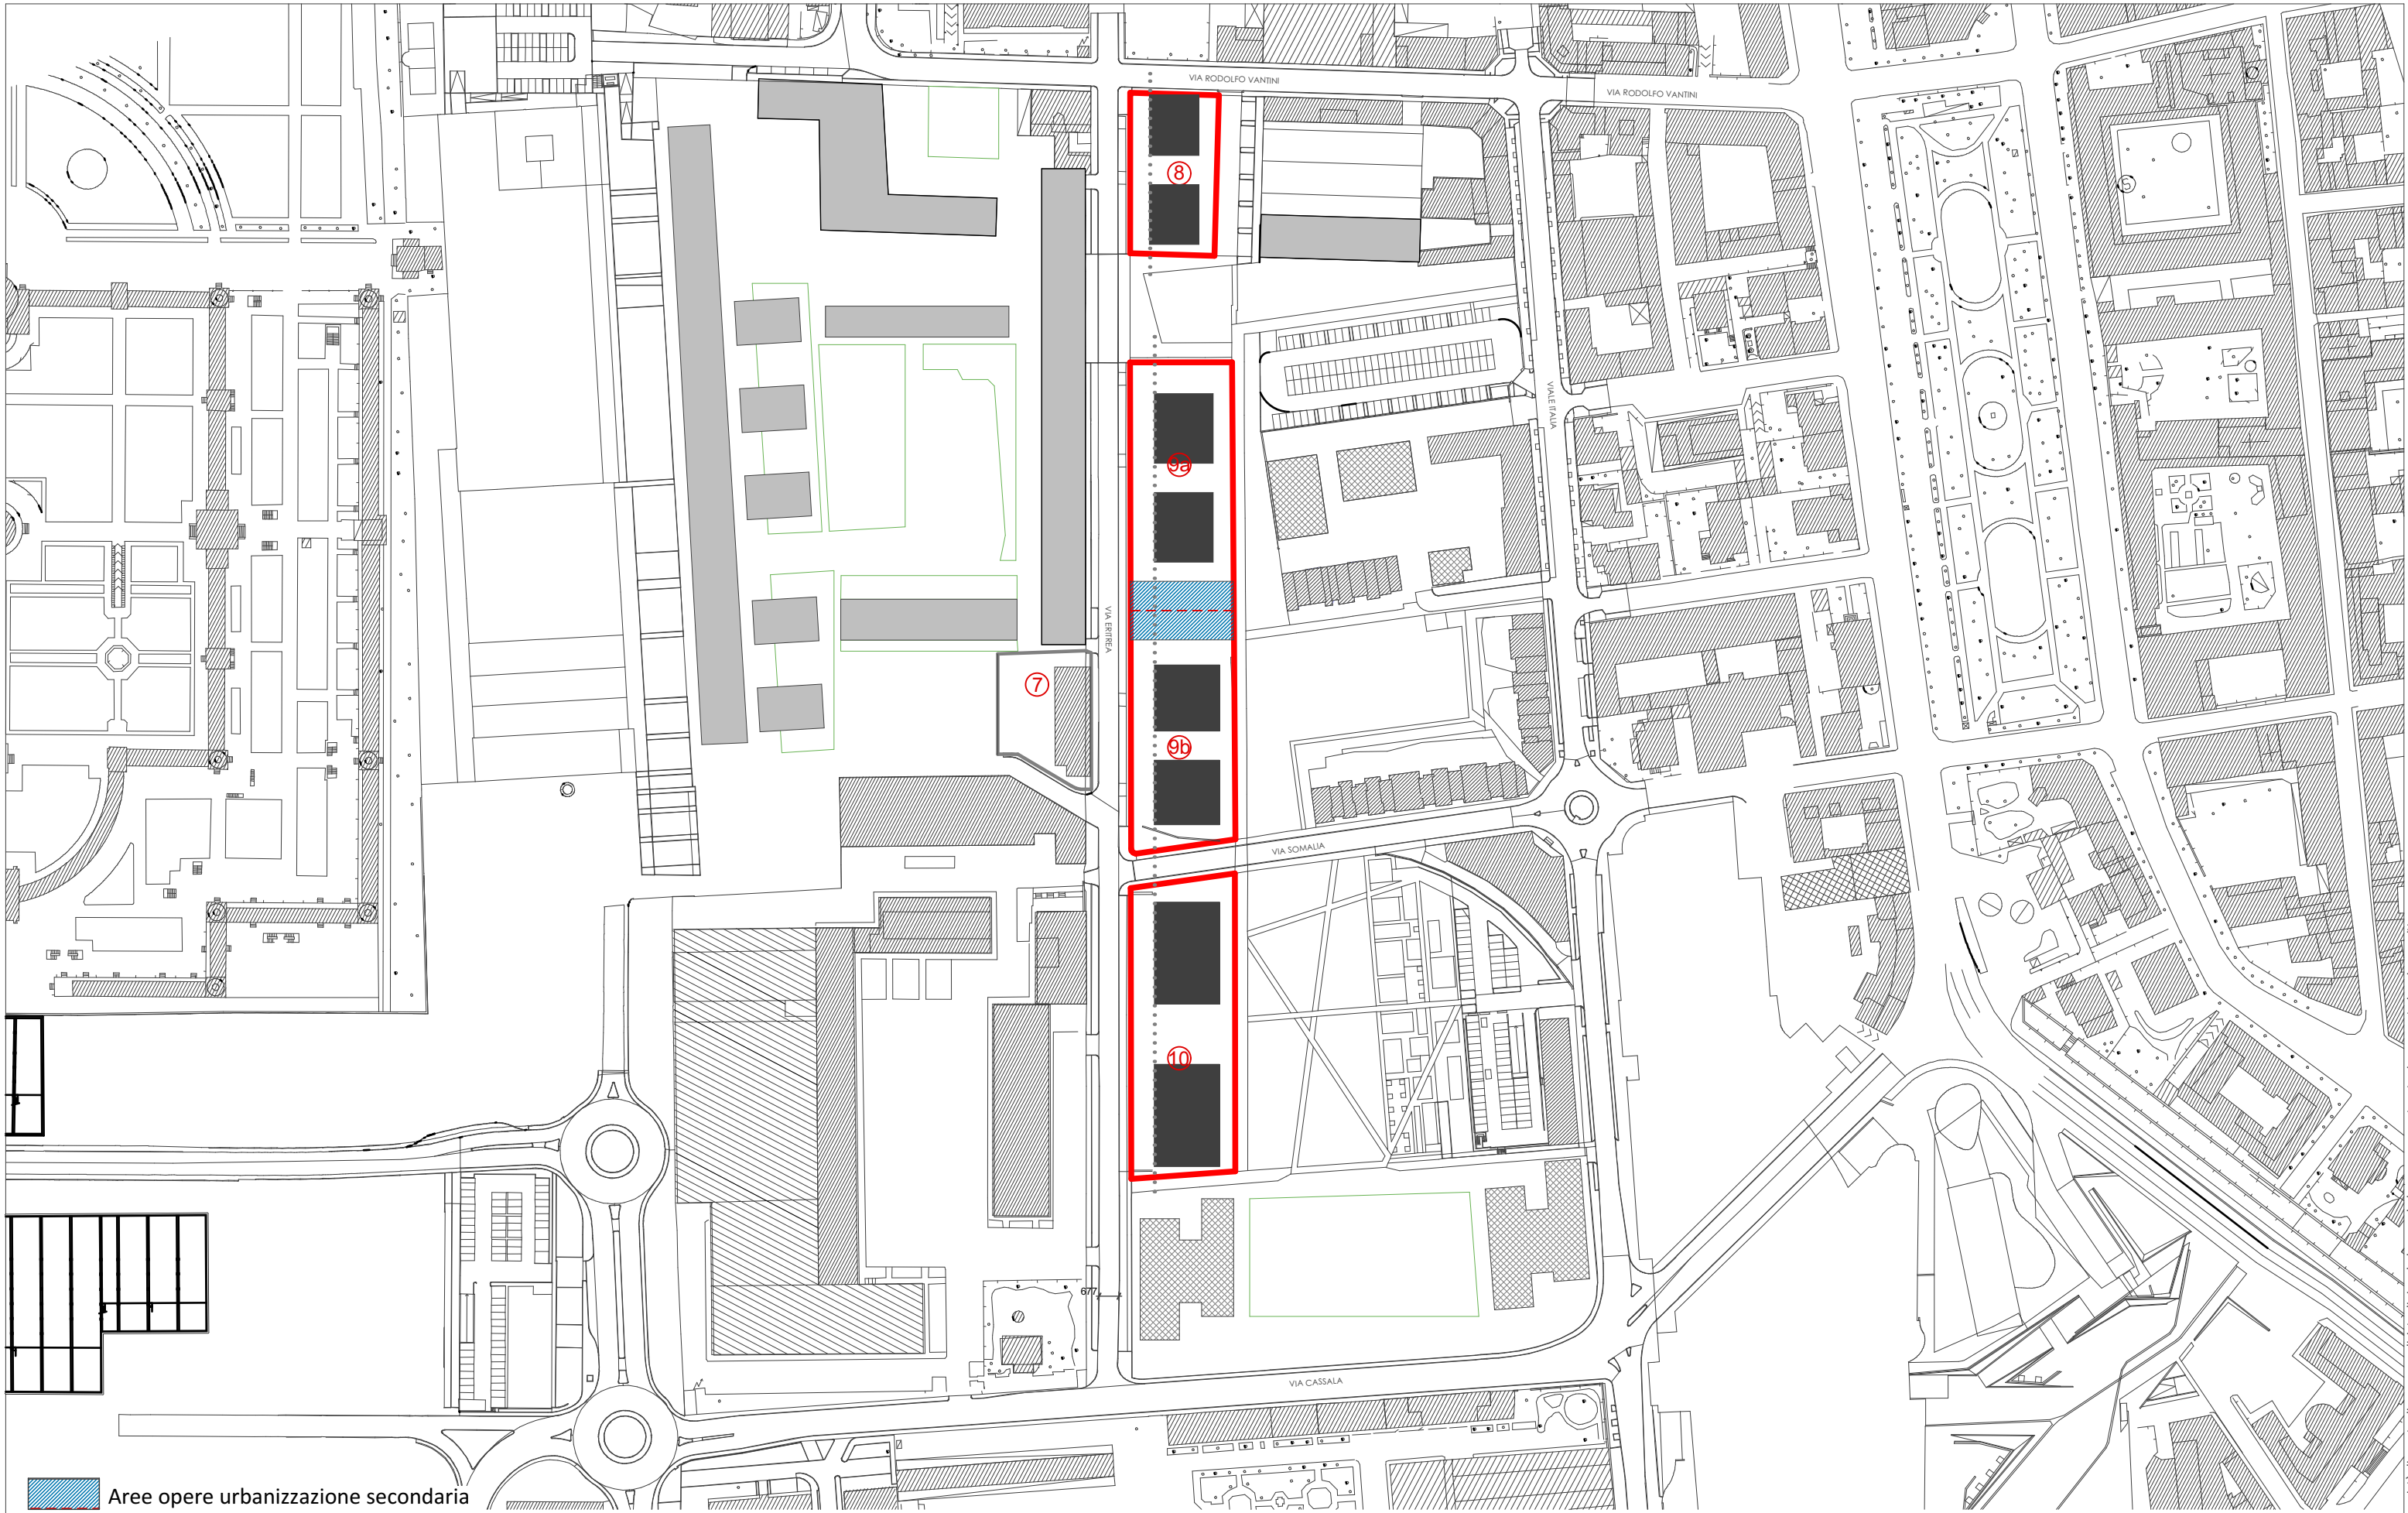 VIA RODOLFO VANTINI
VIA RODOLFO VANTINI
8
9a
VIALE ITALIA
VIA ERITREA
7
9b
VIA SOMALIA
10
677
VIA CASSALA
Aree opere urbanizzazione secondaria